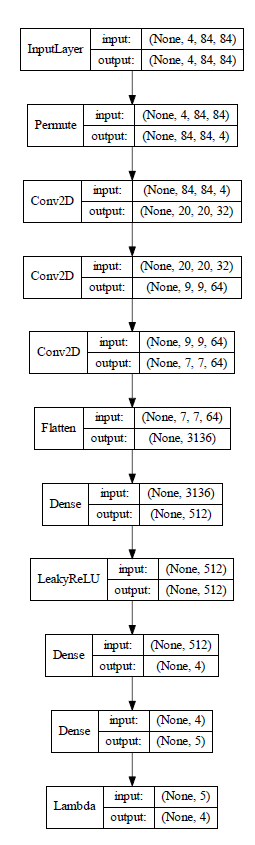 InputLayer input: (None, 4, 84, 84)
output: (None, 4, 84, 84)
Permute input: (None, 4, 84, 84)
output: (None, 84, 84, 4)
Conv2D input: (None, 84, 84, 4)
output: (None, 20, 20, 32)
Conv2D input: (None, 20, 20, 32)
output: (None, 9, 9, 64)
Conv2D input: (None, 9, 9, 64)
output: (None, 7, 7, 64)
Flatten input: (None, 7, 7, 64)
output: (None, 3136)
Dense input: (None, 3136)
output: (None, 512)
LeakyReLU input: (None, 512)
output: (None, 512)
Dense input: (None, 512)
output: (None, 4)
Dense input: (None, 4)
output: (None, 5)
Lambda input: (None, 5)
output: (None, 4)